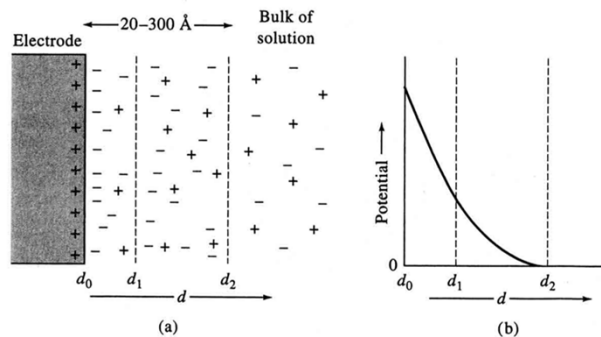 20–300 Å
Bulk of
solution
Electrode
d₀
d₁
d₂
d
(a)
Potential
0
d₀
d₁
d₂
d
(b)